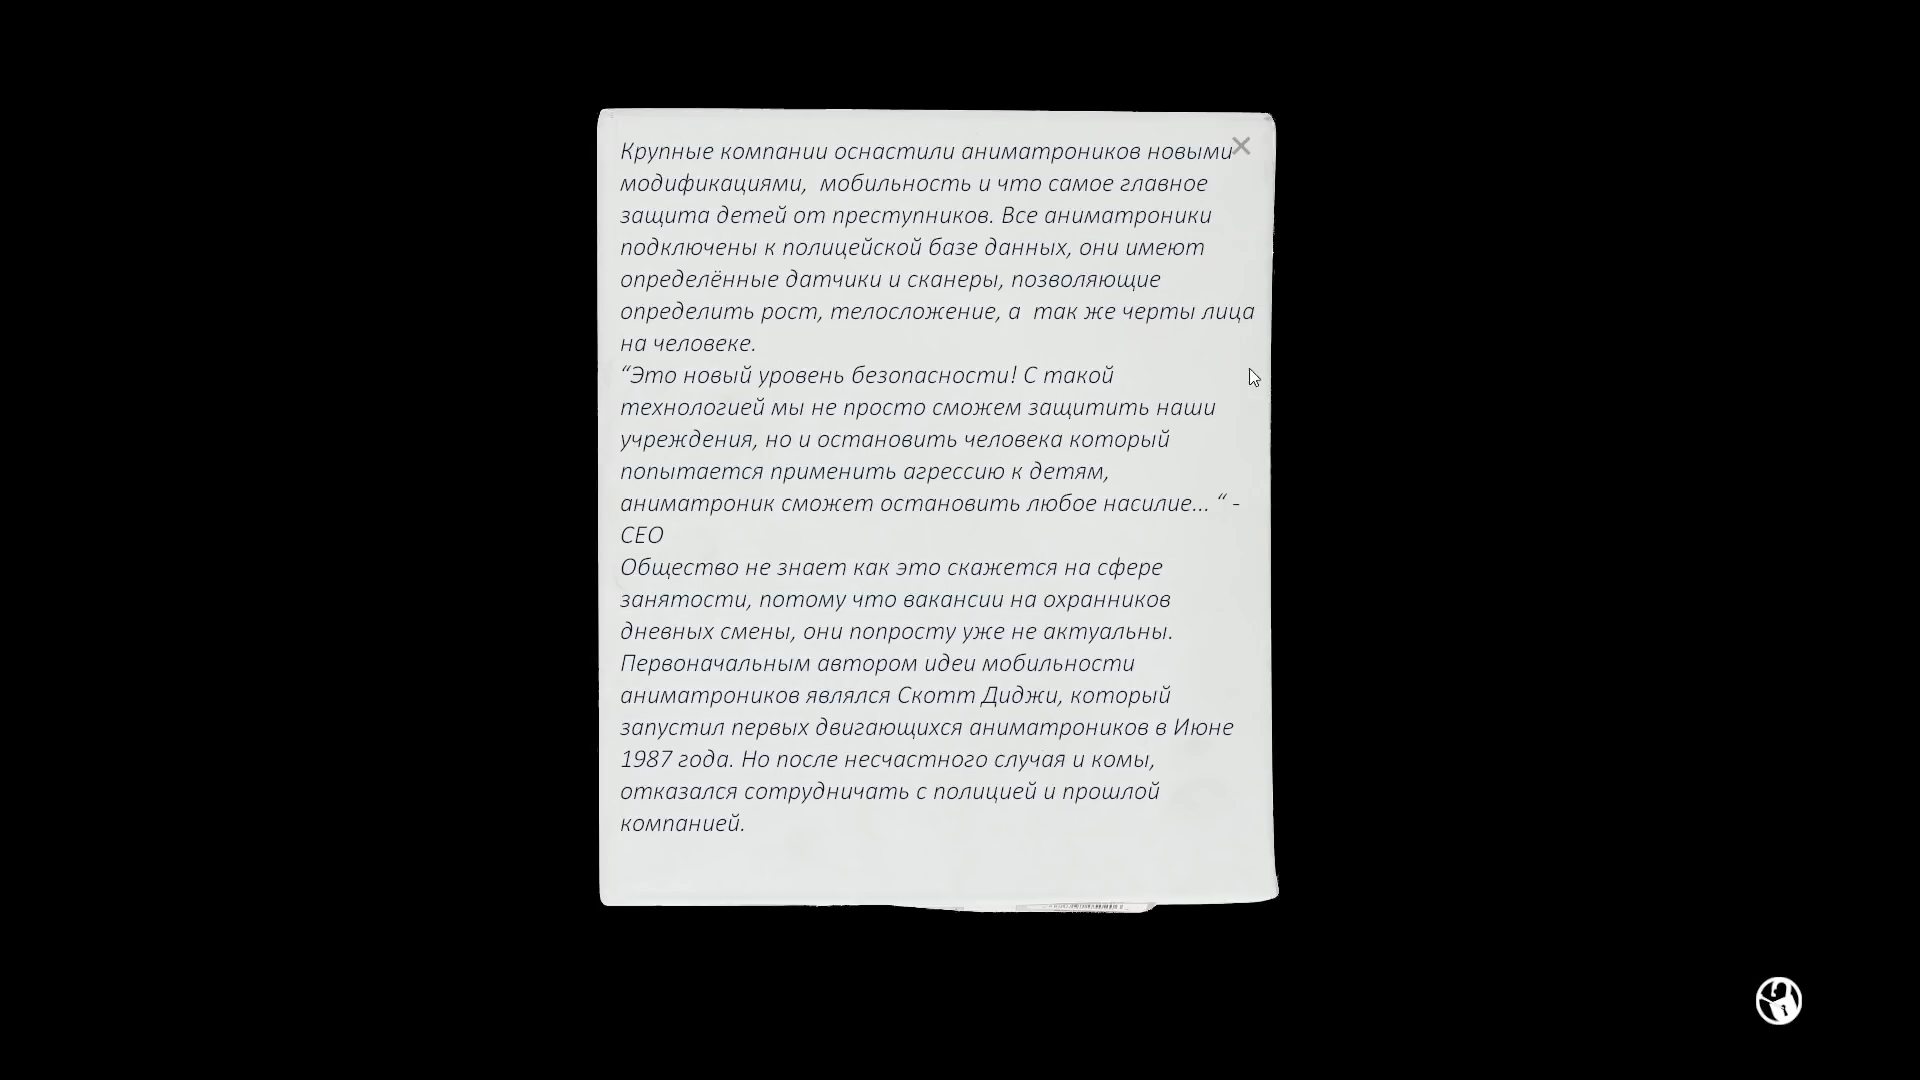 Крупные компании оснастили аниматроников новыми
модификациями,  мобильность и что самое главное
защита детей от преступников. Все аниматроники
подключены к полицейской базе данных, они имеют
определённые датчики и сканеры, позволяющие
определить рост, телосложение, а  так же черты лица
на человеке.
“Это новый уровень безопасности! С такой
технологией мы не просто сможем защитить наши
учреждения, но и остановить человека который
попытается применить агрессию к детям,
аниматроник сможет остановить любое насилие... “ -
CEO
Общество не знает как это скажется на сфере
занятости, потому что вакансии на охранников
дневных смены, они попросту уже не актуальны.
Первоначальным автором идеи мобильности
аниматроников являлся Скотт Диджи, который
запустил первых двигающихся аниматроников в Июне
1987 года. Но после несчастного случая и комы,
отказался сотрудничать с полицией и прошлой
компанией.